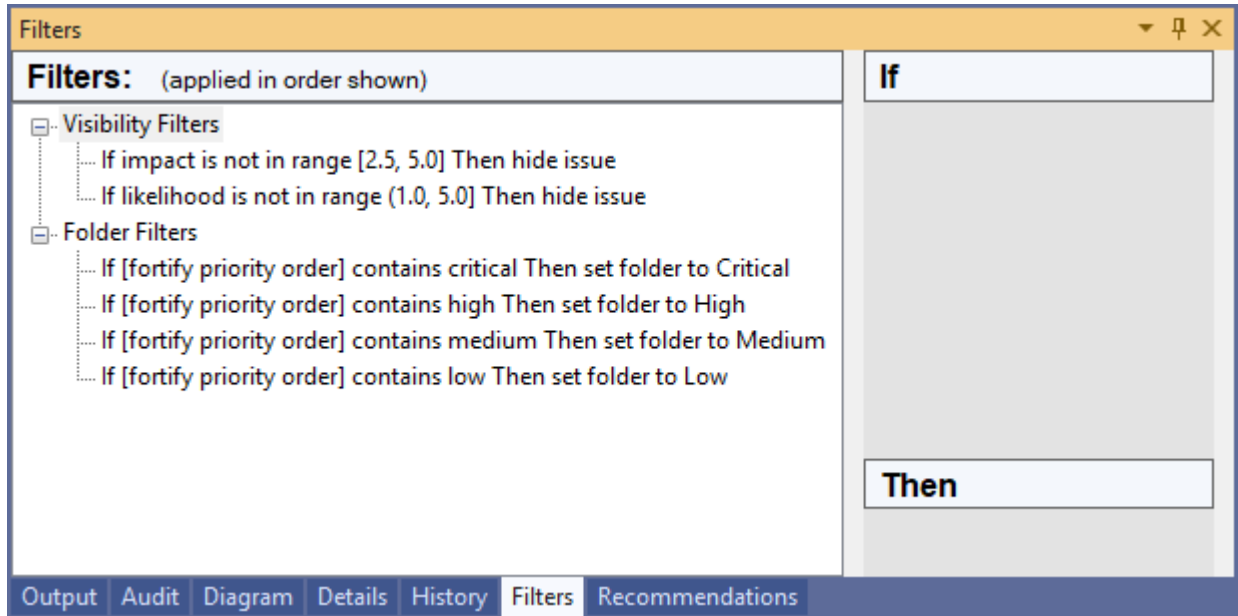 Filters
Filters: (applied in order shown)
If
Visibility Filters
If impact is not in range [2.5, 5.0] Then hide issue
If likelihood is not in range (1.0, 5.0] Then hide issue
Folder Filters
If [fortify priority order] contains critical Then set folder to Critical
If [fortify priority order] contains high Then set folder to High
If [fortify priority order] contains medium Then set folder to Medium
If [fortify priority order] contains low Then set folder to Low
Then
Output Audit Diagram Details History Filters Recommendations